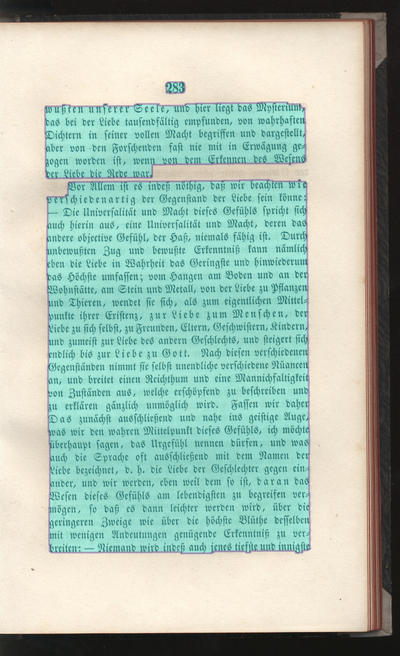 283
wußten unserer Seele, und hier liegt das Mysterium,
das bei der Liebe tausendfältig empfunden, von wahrhaften
Dichtern in seiner vollen Macht begriffen und dargestellt,
aber von den Forschenden fast nie mit in Erwägung ge-
zogen worden ist, wenn von dem Erkennen des Wesens
der Liebe die Rede war.
Vor Allem ist es indeß nöthig, daß wir beachten wie
verschiedenartig der Gegenstand der Liebe sein könne:
— Die Universalität und Macht dieses Gefühls spricht sich
auch hierin aus, eine Universalität und Macht, deren das
andere objective Gefühl, der Haß, niemals fähig ist. Durch
unbewußten Zug und bewußte Erkenntniß kann nämlich
eben die Liebe in Wahrheit das Geringste und hinwiederum
das Höchste umfassen; vom Hangen am Boden und an der
Wohnstätte, am Stein und Metall, von der Liebe zu Pflanzen
und Thieren, wendet sie sich, als zum eigentlichen Mittel-
punkte ihrer Existenz, zur Liebe zum Menschen, der
Liebe zu sich selbst, zu Freunden, Eltern, Geschwistern, Kindern,
und zumeist zur Liebe des andern Geschlechts, und steigert sich
endlich bis zur Liebe zu Gott. Nach diesen verschiedenen
Gegenständen nimmt sie selbst unendliche verschiedene Nüancen
an, und breitet einen Reichthum und eine Mannichfaltigkeit
von Zuständen aus, welche erschöpfend zu beschreiben und
zu erklären gänzlich unmöglich wird. Fassen wir daher
Das zunächst ausschließend und nahe ins geistige Auge,
was wir den wahren Mittelpunkt dieses Gefühls, ich möchte
überhaupt sagen, das Urgefühl nennen dürfen, und was
auch die Sprache oft ausschließend mit dem Namen der
Liebe bezeichnet, d. h. die Liebe der Geschlechter gegen ein-
ander, und wir werden, eben weil dem so ist, daran das
Wesen dieses Gefühls am lebendigsten zu begreifen ver-
mögen, so daß es dann leichter werden wird, über die
geringeren Zweige wie über die höchste Blüthe desselben
mit wenigen Andeutungen genügende Erkenntniß zu ver-
breiten: — Niemand wird indeß auch jenes tiefste und innigste